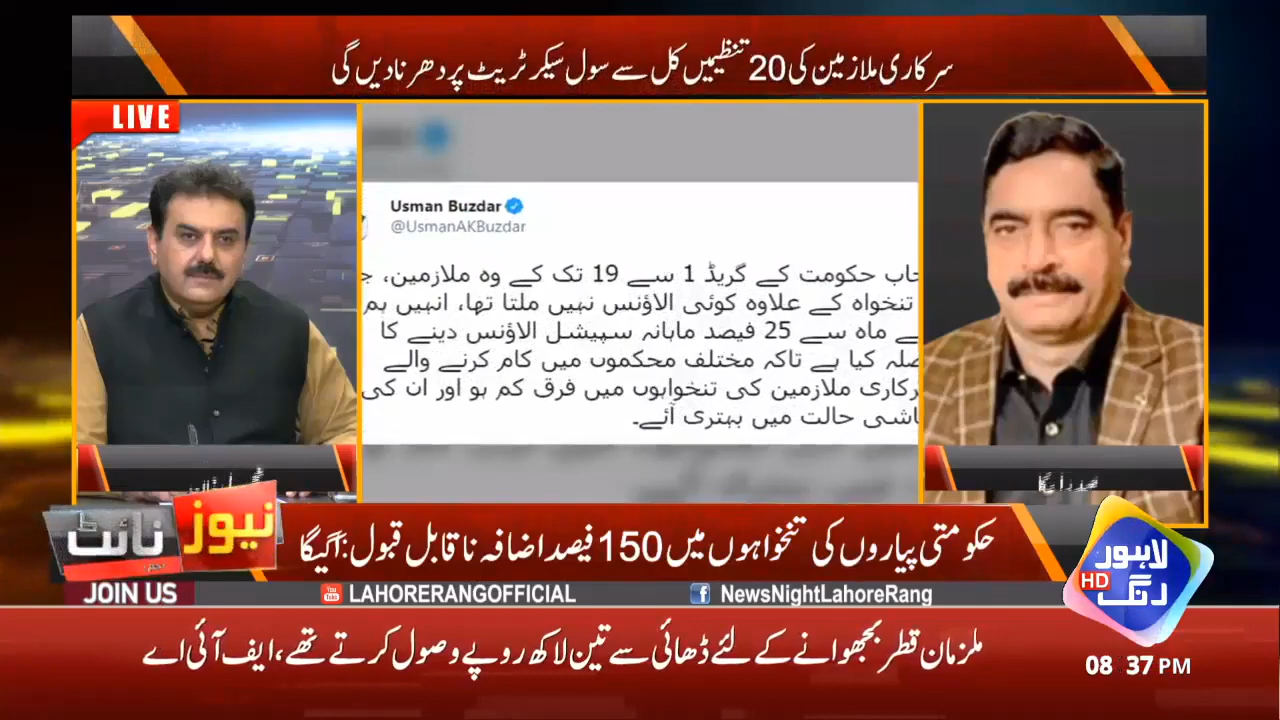 سرکاری ملازمین کی 20 تنظیمیں کل سے سول سیکرٹریٹ پر دھرنا دیں گی
LIVE
Usman Buzdar
@UsmanAKBuzdar
حکومت کے گریڈ 1 سے 19 تک کے وہ ملازمین،
تنخواہ کے علاوہ کوئی الاؤنس نہیں ملتا تھا، انہیں ہم
ماہ سے 25 فیصد ماہانہ سپیشل الاؤنس دینے کا
کیا ہے تاکہ مختلف محکموں میں کام کرنے والے
ملازمین کی تنخواہوں میں فرق کم ہو اور ان کی
حالت میں بہتری آئے۔
نیوز
نائٹ
حکومتی پیاروں کی تنخواہوں میں 150 فیصد اضافہ ناقابل قبول: اگیگا
لاہور
رنگ
HD
JOIN US
You Tube
LAHORERANGOFFICIAL
f NewsNightLahoreRang
ملزمان قطر بھجوانے کے لئے ڈھائی سے تین لاکھ روپے وصول کرتے تھے، ایف آئی اے
08 37 PM